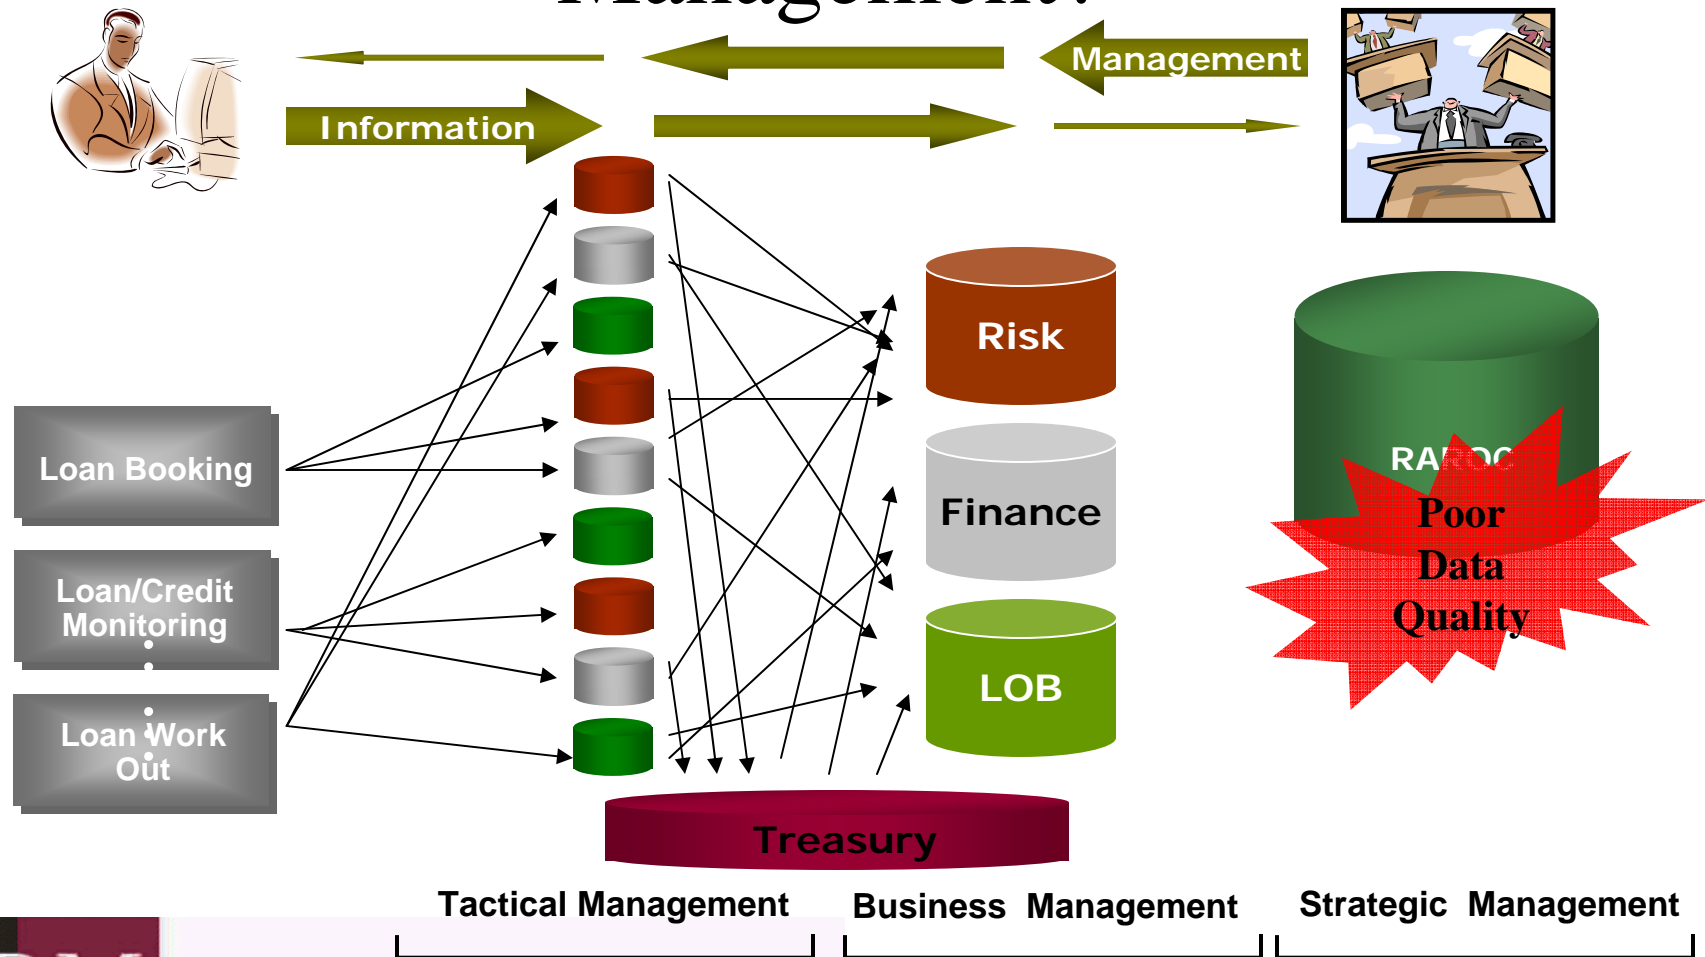 Management
Information
Risk
Loan Booking
RAROC
Finance
Poor
Data
Quality
Loan/Credit
Monitoring
LOB
Loan Work
Out
Treasury
Tactical Management
Business Management
Strategic Management